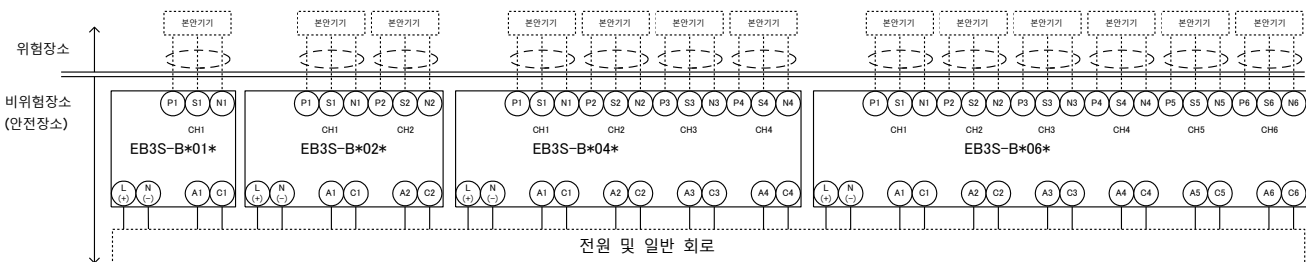 본안기기 본안기기 본안기기 본안기기 본안기기 본안기기 본안기기 본안기기 본안기기 본안기기 본안기기 본안기기 본안기기
위험장소
비위험장소
(안전장소)
P1 S1 N1 P1 S1 N1 P2 S2 N2 P1 S1 N1 P2 S2 N2 P3 S3 N3 P4 S4 N4 P1 S1 N1 P2 S2 N2 P3 S3 N3 P4 S4 N4 P5 S5 N5 P6 S6 N6
CH1 CH1 CH2 CH1 CH2 CH3 CH4 CH1 CH2 CH3 CH4 CH5 CH6
EB3S-B*01* EB3S-B*02* EB3S-B*04* EB3S-B*06*
L N A1 C1 L N A1 C1 A2 C2 L N A1 C1 A2 C2 A3 C3 A4 C4 L N A1 C1 A2 C2 A3 C3 A4 C4 A5 C5 A6 C6
(+) (-) (+) (-) (+) (-) (+) (-)
전원 및 일반 회로